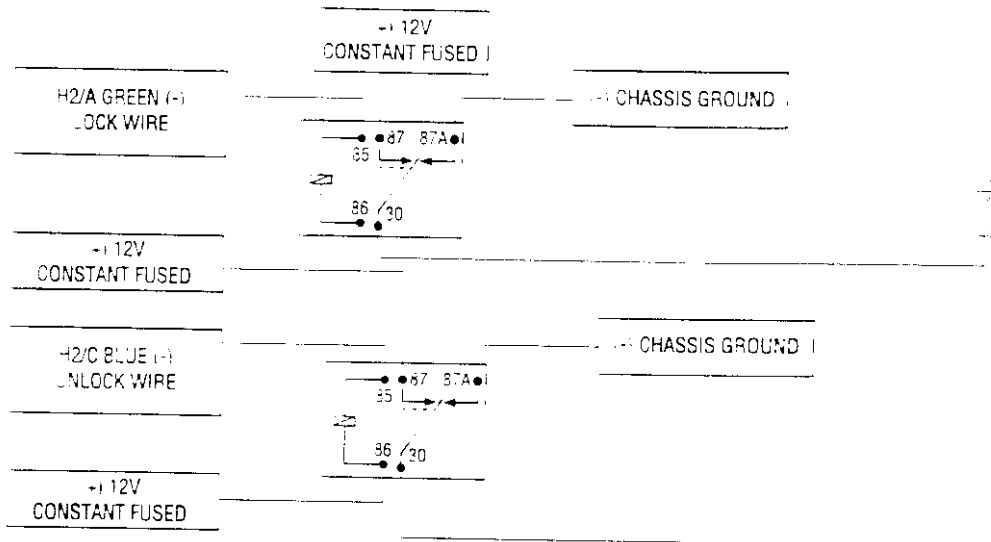 (+) 12V
CONSTANT FUSED
H2/A GREEN (-)
LOCK WIRE
(-) CHASSIS GROUND
87 87A
85
86 30
(+) 12V
CONSTANT FUSED
H2/C BLUE (-)
UNLOCK WIRE
(-) CHASSIS GROUND
87 87A
85
86 30
(+) 12V
CONSTANT FUSED